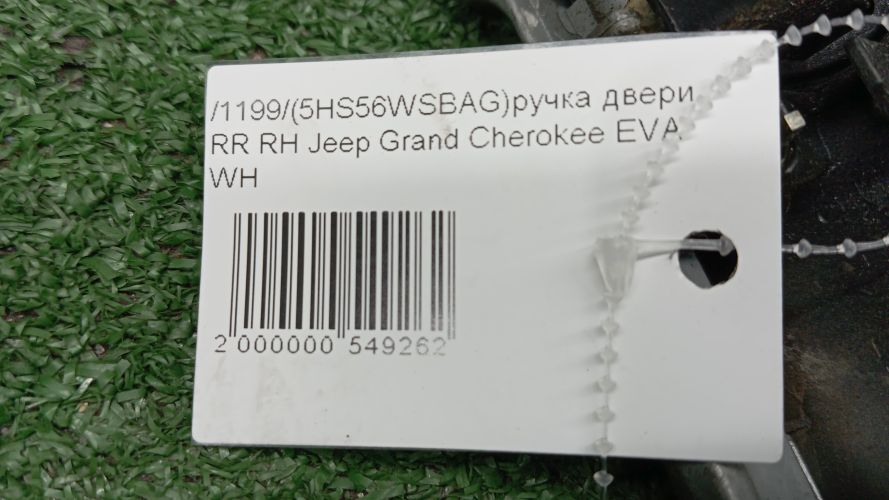 /1199/(5HS56WSBAG)ручка двери
RR RH Jeep Grand Cherokee EVA
WH
2 000000 549262